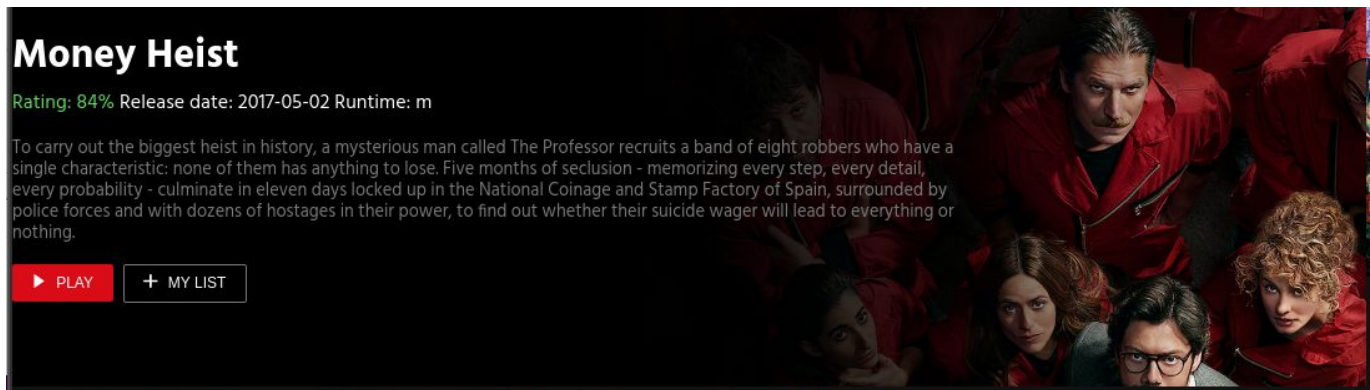 Money Heist
Rating: 84% Release date: 2017-05-02 Runtime: m
To carry out the biggest heist in history, a mysterious man called The Professor recruits a band of eight robbers who have a
single characteristic: none of them has anything to lose. Five months of seclusion - memorizing every step, every detail,
every probability - culminate in eleven days locked up in the National Coinage and Stamp Factory of Spain, surrounded by
police forces and with dozens of hostages in their power, to find out whether their suicide wager will lead to everything or
nothing.
PLAY MY LIST